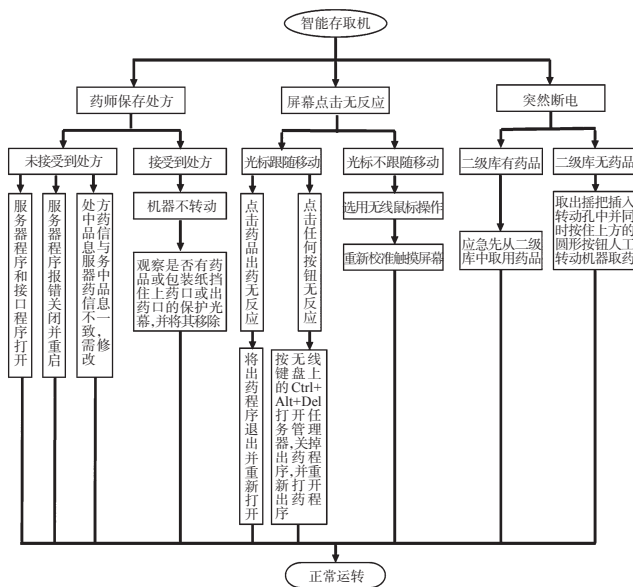 智能存取机
药师保存处方
屏幕点击无反应
突然断电
未接受到处方
接受到处方
光标跟随移动
光标不跟随移动
二级库有药品
二级库无药品
服务器程序和接口程序打开
服务器程序报错关闭并重启
处方中药品信息与服务器中药品信息不一致,需修改
机器不转动
观察是否有药
品或包装纸挡
住上药口或出
药口的保护光
幕,并将其移除
点击药品出药无反应
将出药程序退出并重新打开
点击任何按钮无反应
按无线
键盘上
的Ctrl+
Alt+Del
打开任
务管理
器,关掉
出药程
序,并重
新打开
出药程
序
选用无线鼠标操作
重新校准触摸屏幕
应急先从二级
库中取用药品
取出摇把插入
转动孔中并同
时按住上方的
圆形按钮人工
转动机器取药
正常运转